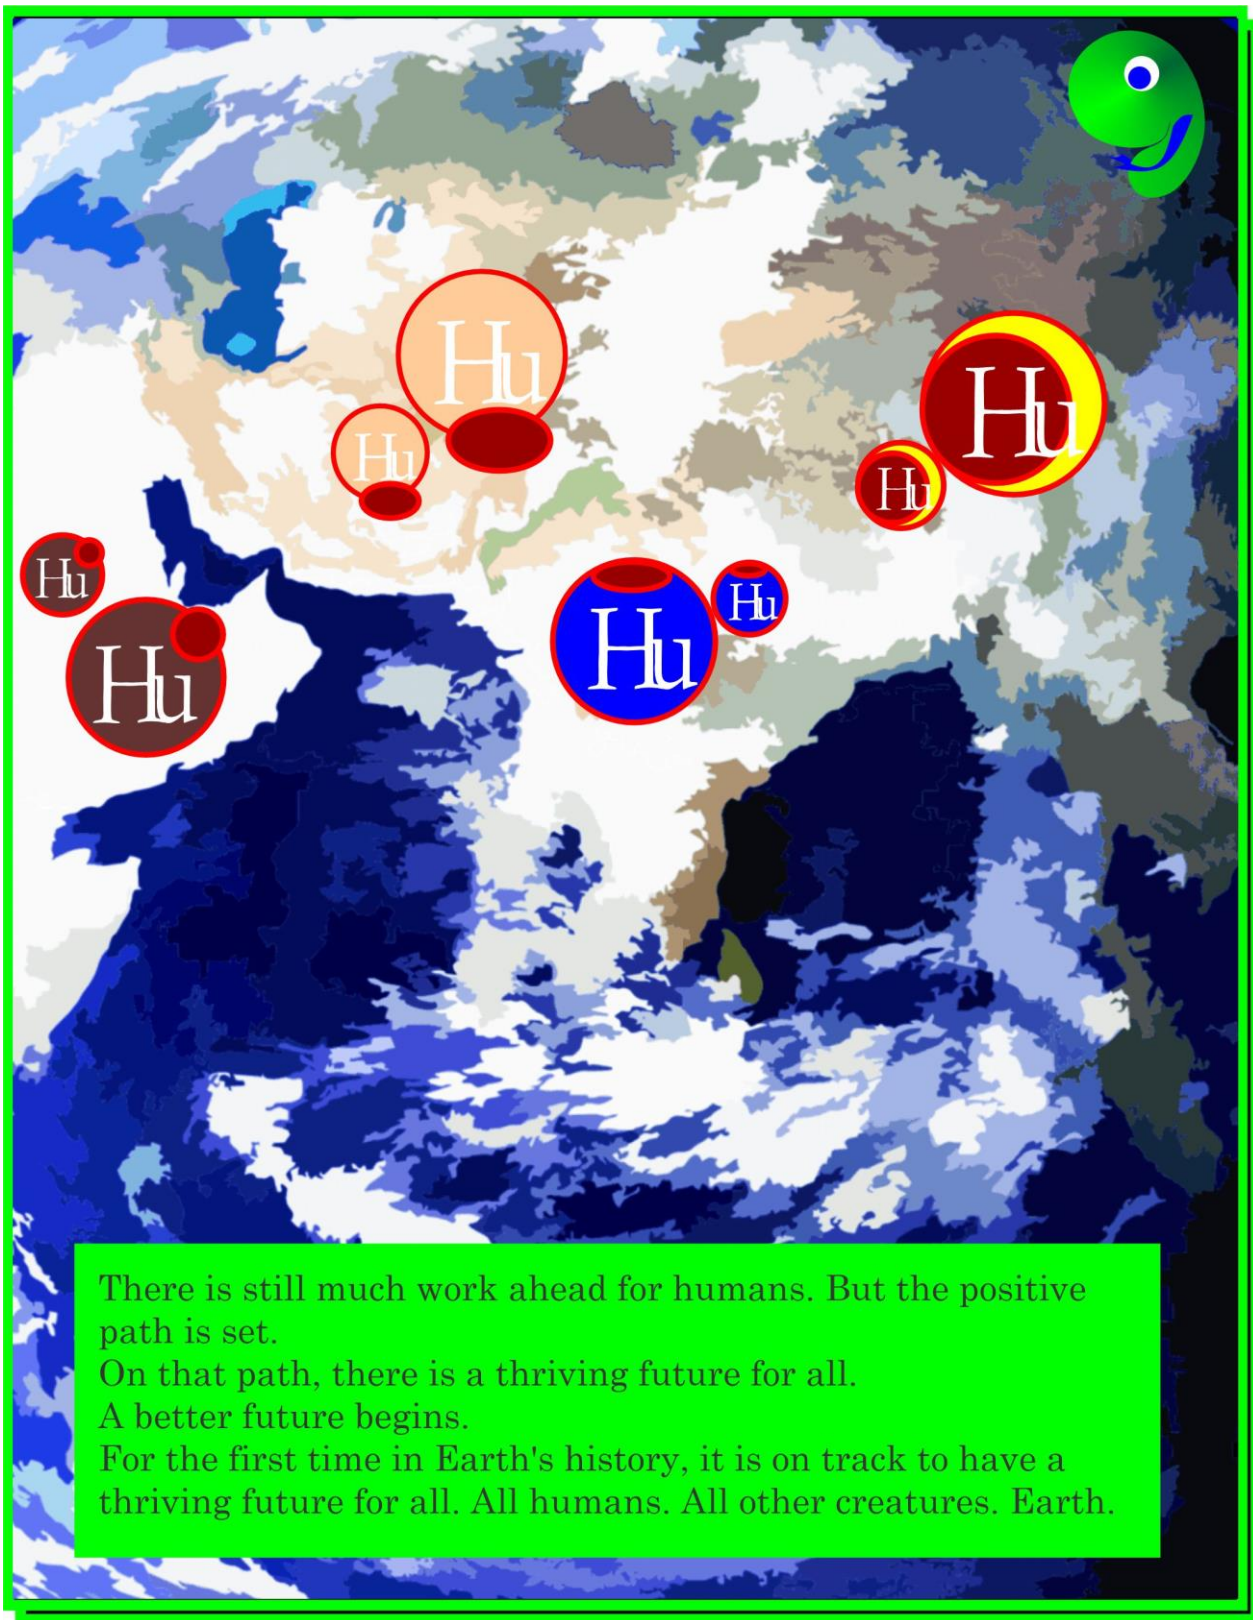 Hu
Hu
Hu
Hu
Hu
Hu
Hu
Hu
There is still much work ahead for humans. But the positive
path is set.
On that path, there is a thriving future for all.
A better future begins.
For the first time in Earth's history, it is on track to have a
thriving future for all. All humans. All other creatures. Earth.